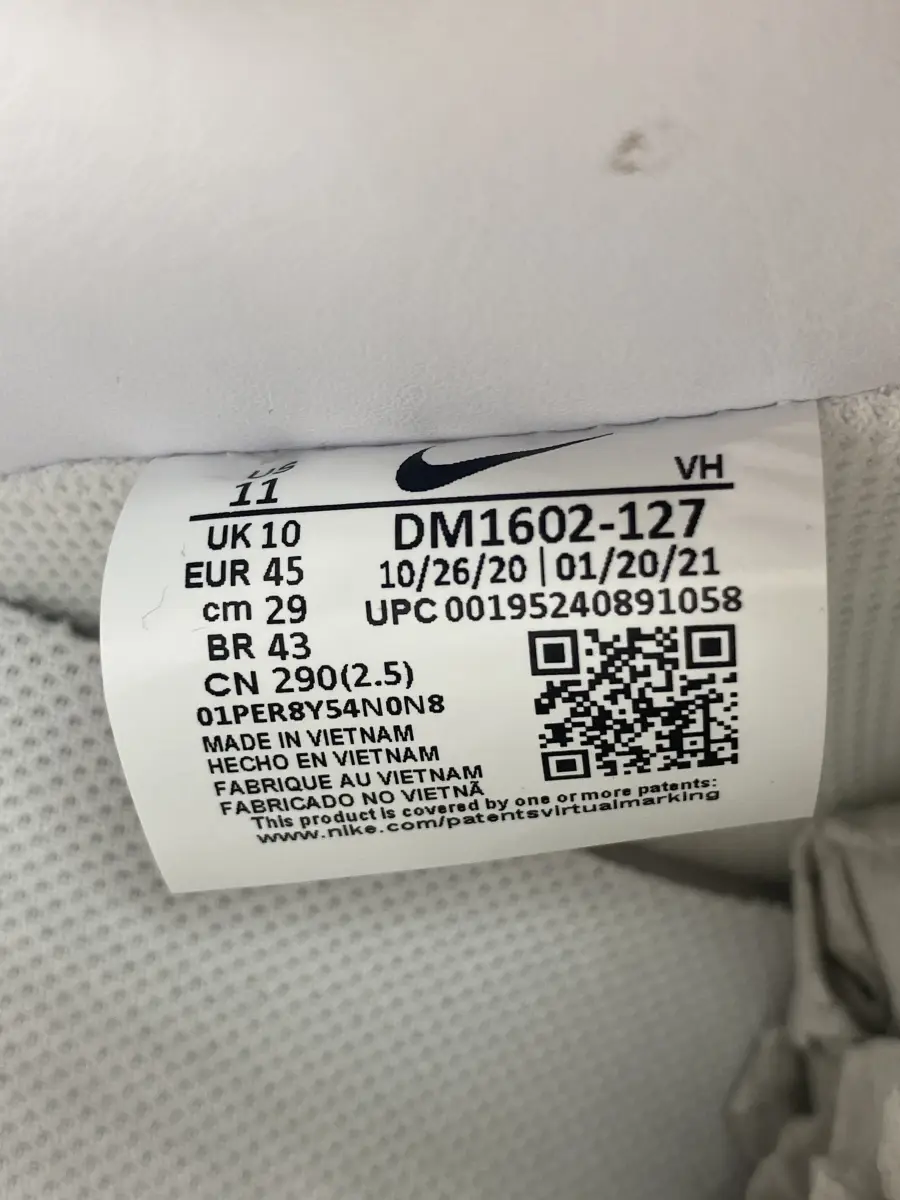 US
11
VH
UK 10
DM1602-127
EUR 45
10/26/20 | 01/20/21
cm 29
UPC 00195240891058
BR 43
CN 290(2.5)
01PER8Y54N0N8
MADE IN VIETNAM
HECHO EN VIETNAM
FABRIQUE AU VIETNAM
FABRICADO NO VIETNÃ
This product is covered by one or more patents:
www.nike.com/patentsvirtualmarking